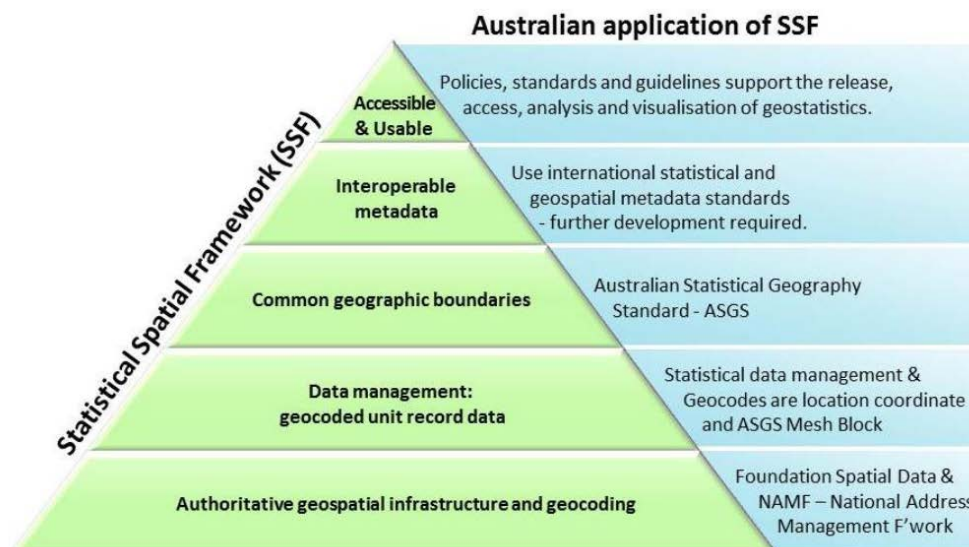 Australian application of SSF
Statistical Spatial Framework (SSF)
Accessible
& Usable
Policies, standards and guidelines support the release,
access, analysis and visualisation of geostatistics.
Interoperable
metadata
Use international statistical and
geospatial metadata standards
- further development required.
Common geographic boundaries
Australian Statistical Geography
Standard - ASGS
Data management:
geocoded unit record data
Statistical data management &
Geocodes are location coordinate
and ASGS Mesh Block
Authoritative geospatial infrastructure and geocoding
Foundation Spatial Data &
NAMF – National Address
Management F'work